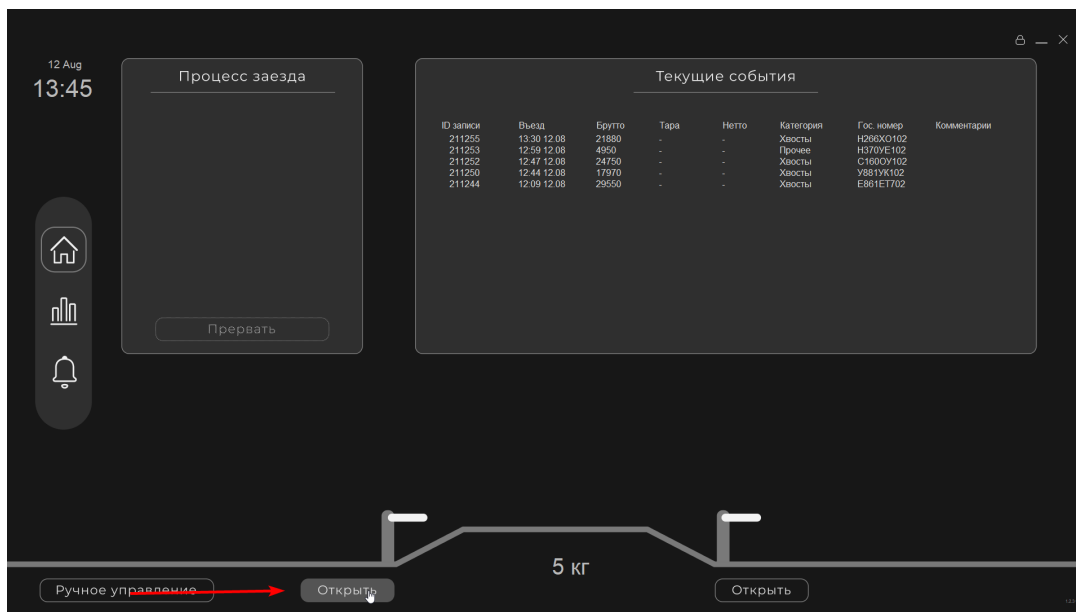 12 Aug
13:45
Процесс заезда
Прервать
Текущие события
ID записи Въезд Брутто Тара Нетто Категория Гос. номер Комментарии
211255 13:30 12.08 21880 - - Хвосты Н266ХО102
211253 12:59 12.08 4950 - - Прочее Н370УЕ102
211252 12:47 12.08 24750 - - Хвосты С160ОУ102
211250 12:44 12.08 17970 - - Хвосты У881УК102
211244 12:09 12.08 29550 - - Хвосты Е861ЕТ702
5 кг
Ручное управление Открыть Открыть